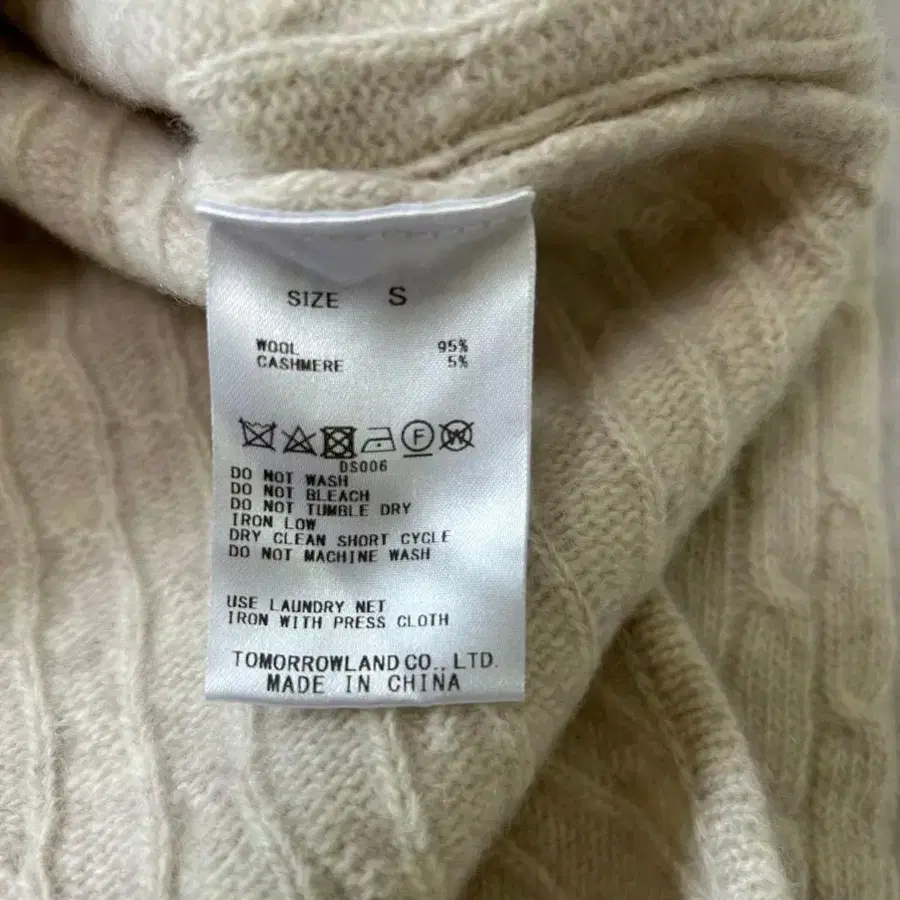 SIZE S
WOOL 95%
CASHMERE 5%
F W
DS006
DO NOT WASH
DO NOT BLEACH
DO NOT TUMBLE DRY
IRON LOW
DRY CLEAN SHORT CYCLE
DO NOT MACHINE WASH
USE LAUNDRY NET
IRON WITH PRESS CLOTH
TOMORROWLAND CO., LTD.
MADE IN CHINA